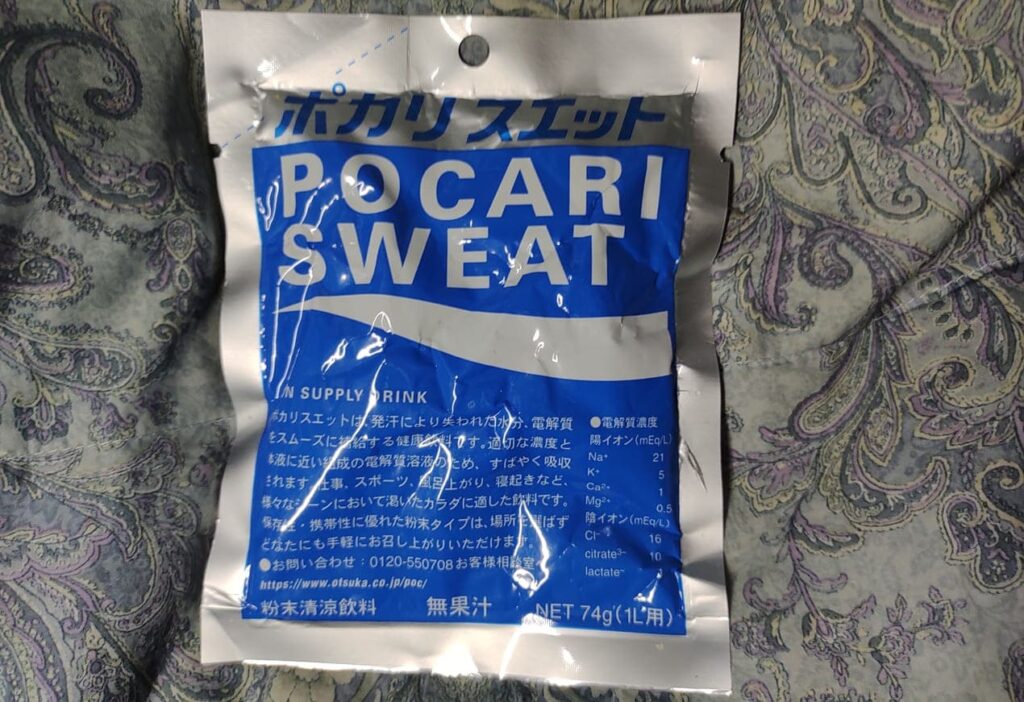 ポカリスエット
POCARI
SWEAT
ION SUPPLY DRINK
ポカリスエットは、発汗により失われた水分、電解質
をスムーズに補給する健康飲料です。適切な濃度と
体液に近い組成の電解質溶液のため、すばやく吸収
されます。仕事、スポーツ、風呂上がり、寝起きなど、
様々なシーンにおいて渇いたカラダに適した飲料です。
保存性・携帯性に優れた粉末タイプは、場所を選ばず
どなたにも手軽にお召し上がりいただけます。
●お問い合わせ:0120-550708お客様相談室
https://www.otsuka.co.jp/poc/
●電解質濃度
陽イオン(mEq/L)
Na⁺ 21
K⁺ 5
Ca²⁺ 1
Mg²⁺ 0.5
陰イオン(mEq/L)
Cl⁻ 16
citrate³⁻ 10
lactate⁻
粉末清涼飲料 無果汁 NET 74g(1L用)